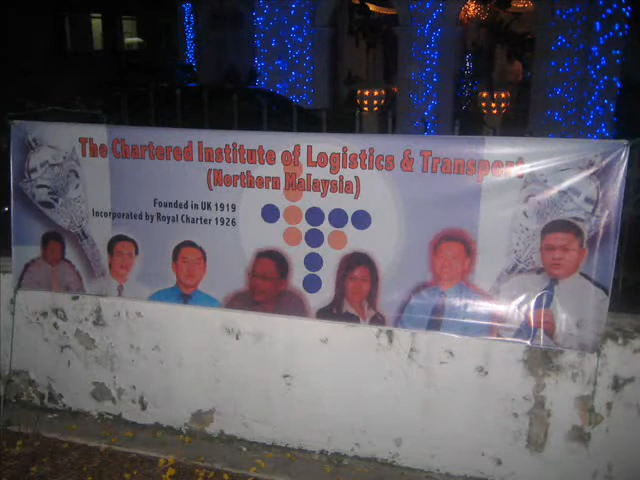 The Chartered Institute of Logistics & Transport
(Northern Malaysia)
Founded in UK 1919
Incorporated by Royal Charter 1926